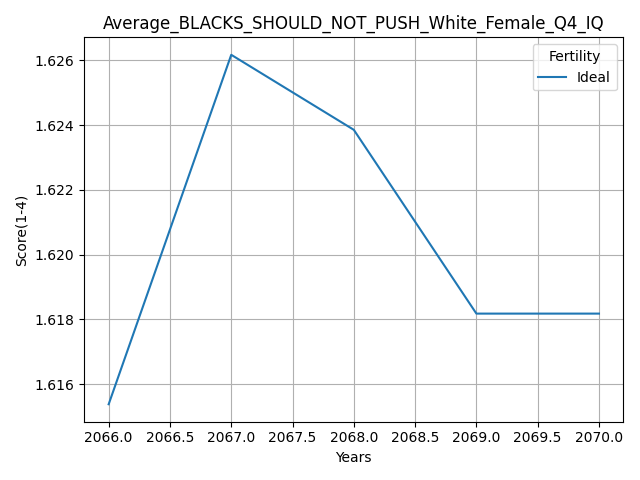 Average_BLACKS_SHOULD_NOT_PUSH_White_Female_Q4_IQ
Fertility
Ideal
1.626
1.624
1.622
1.620
1.618
1.616
Score(1-4)
2066.0 2066.5 2067.0 2067.5 2068.0 2068.5 2069.0 2069.5 2070.0
Years